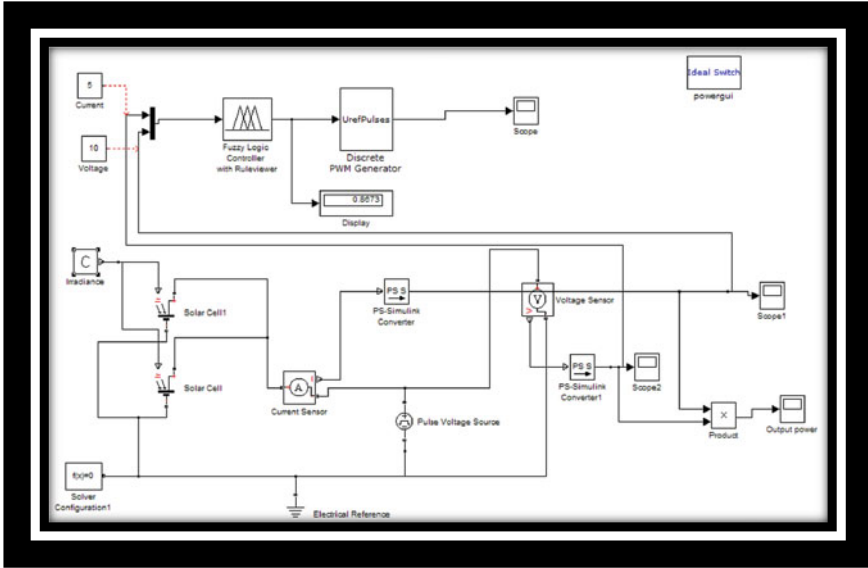 Ideal Switch
powergui
5
Current
10
Voltage
Fuzzy Logic
Controller
with Ruleviewer
UrefPulses
Discrete
PWM Generator
Scope
0.8673
Display
C
Irradiance
Solar Cell1
Solar Cell
PS S
PS-Simulink
Converter
V
Voltage Sensor
Scope1
A
Current Sensor
PS S
PS-Simulink
Converter1
Scope2
Pulse Voltage Source
×
Product
Output power
f(x)=0
Solver
Configuration1
Electrical Reference